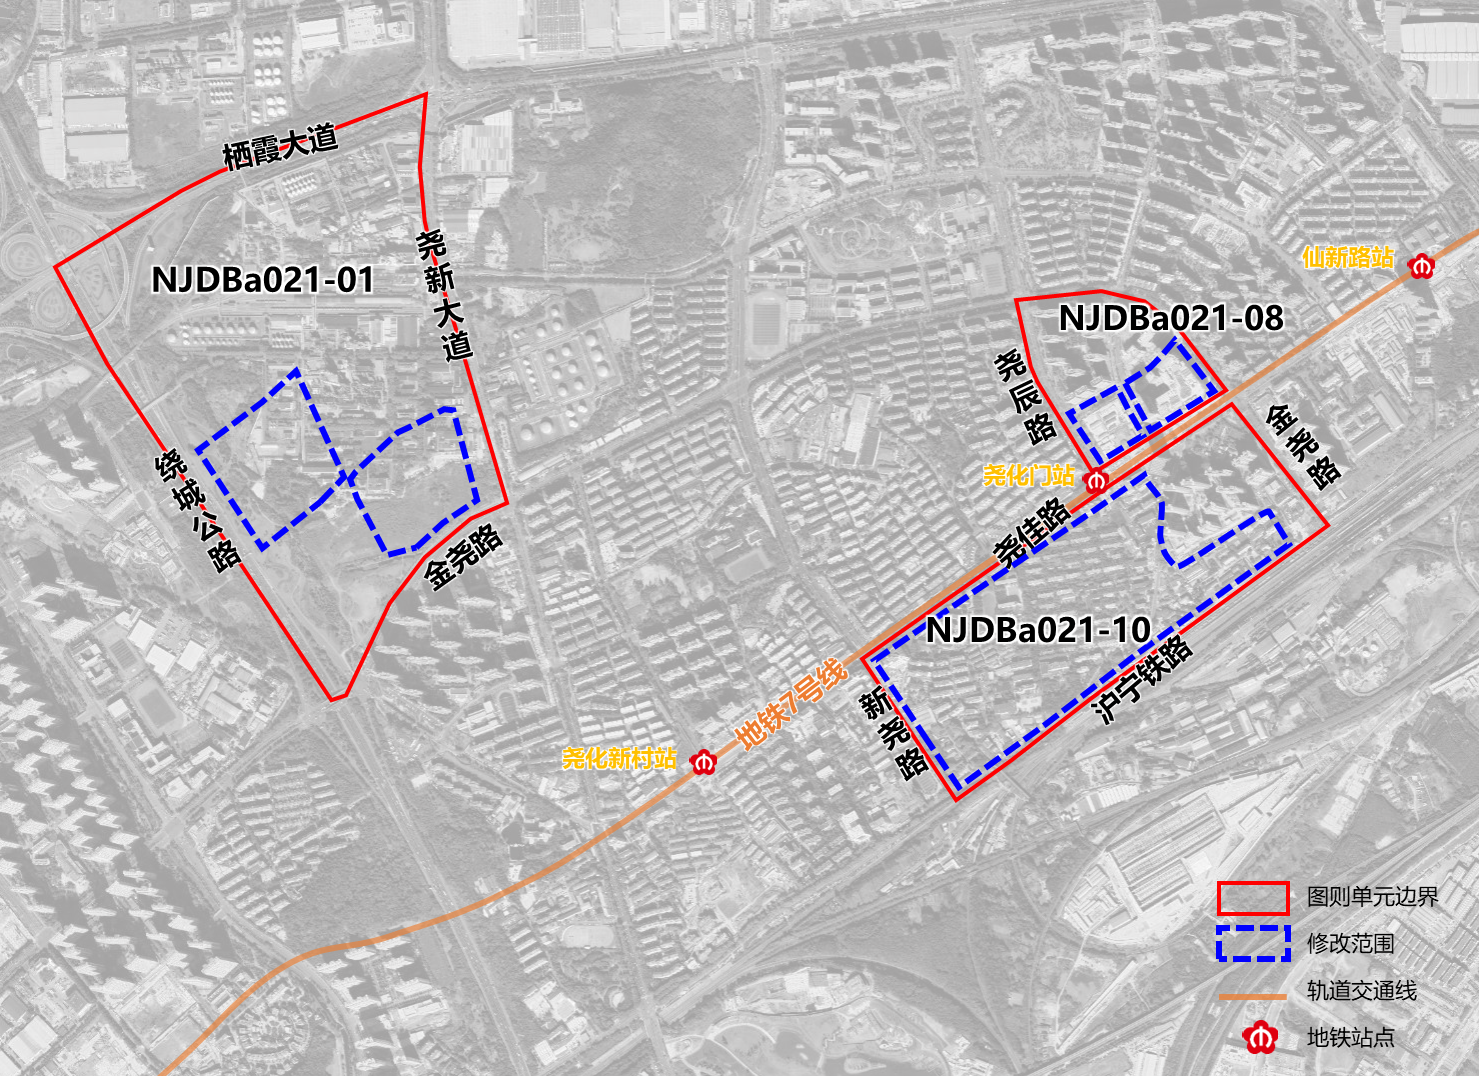 栖霞大道
尧新大道
NJDBa021-01
仙新路站
NJDBa021-08
尧辰路
金尧路
绕城公路
尧化门站
尧佳路
金尧路
NJDBa021-10
沪宁铁路
地铁7号线
新尧路
尧化新村站
图则单元边界
修改范围
轨道交通线
地铁站点